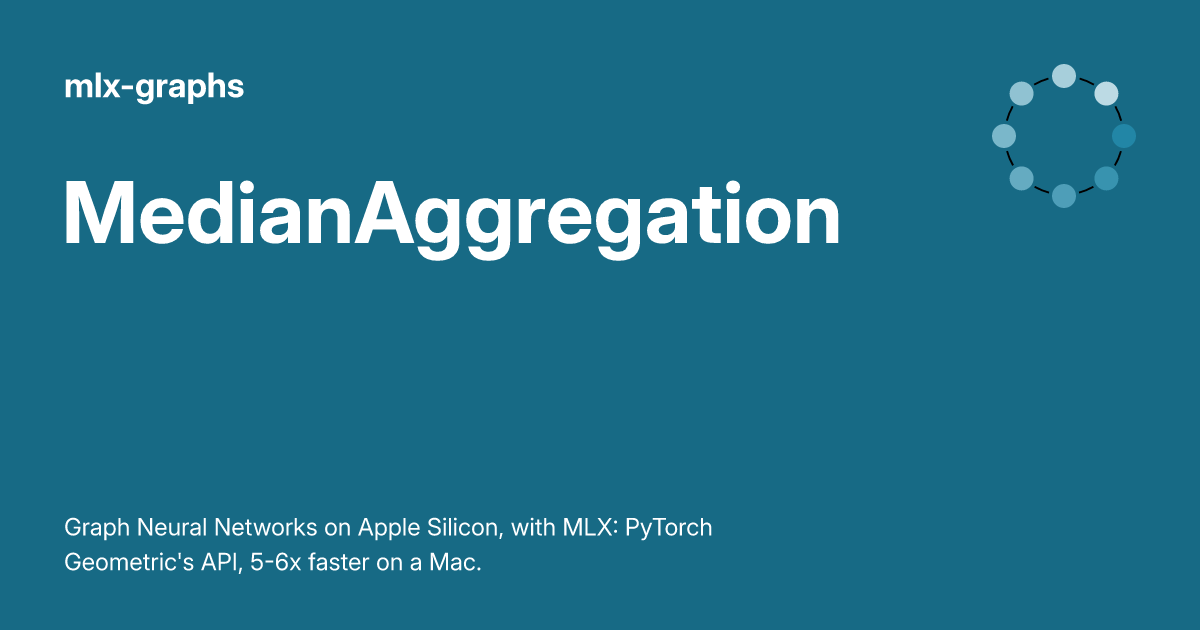 mlx-graphs
MedianAggregation
Graph Neural Networks on Apple Silicon, with MLX: PyTorch
Geometric's API, 5-6x faster on a Mac.